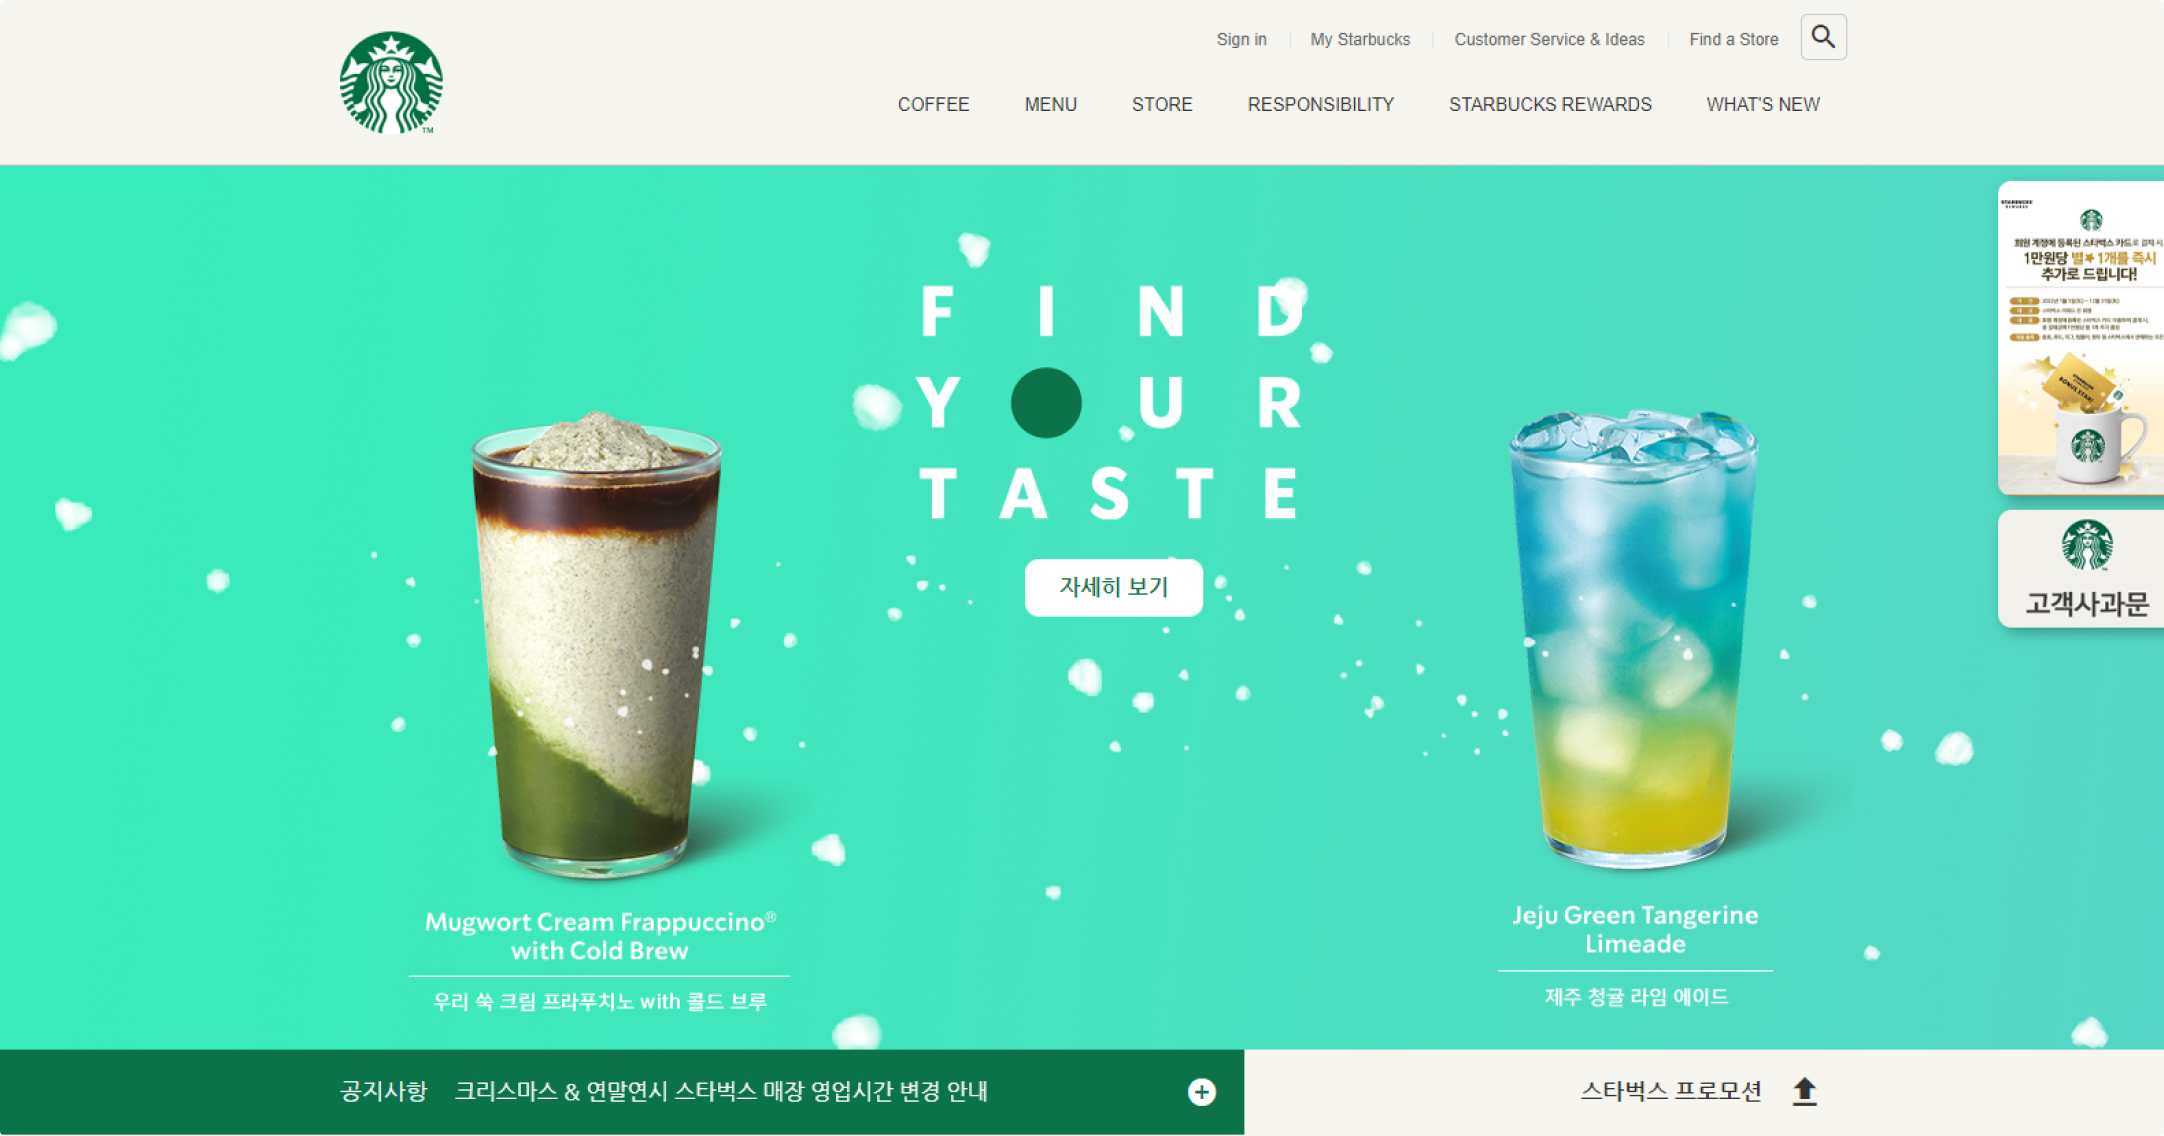 Sign in
My Starbucks
Customer Service & Ideas
Find a Store
COFFEE
MENU
STORE
RESPONSIBILITY
STARBUCKS REWARDS
WHAT'S NEW
TM
FIND
YOUR
TASTE
자세히 보기
Mugwort Cream Frappuccino®
with Cold Brew
우리 쑥 크림 프라푸치노 with 콜드 브루
Jeju Green Tangerine
Limeade
제주 청귤 라임 에이드
STARBUCKS
REWARDS
회원 계정에 등록된 스타벅스 카드로 결제 시,
1만원당 별★ 1개를 즉시
추가로 드립니다!
BONUS STAR!
고객사과문
공지사항 크리스마스 & 연말연시 스타벅스 매장 영업시간 변경 안내
스타벅스 프로모션